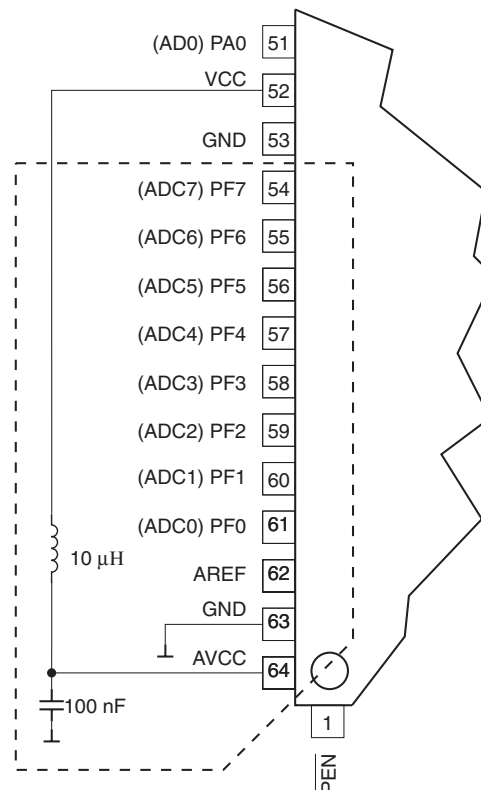 (AD0) PA0 51
VCC 52
GND 53
(ADC7) PF7 54
(ADC6) PF6 55
(ADC5) PF5 56
(ADC4) PF4 57
(ADC3) PF3 58
(ADC2) PF2 59
(ADC1) PF1 60
(ADC0) PF0 61
10 μH
AREF 62
GND 63
AVCC 64
100 nF
1
PEN